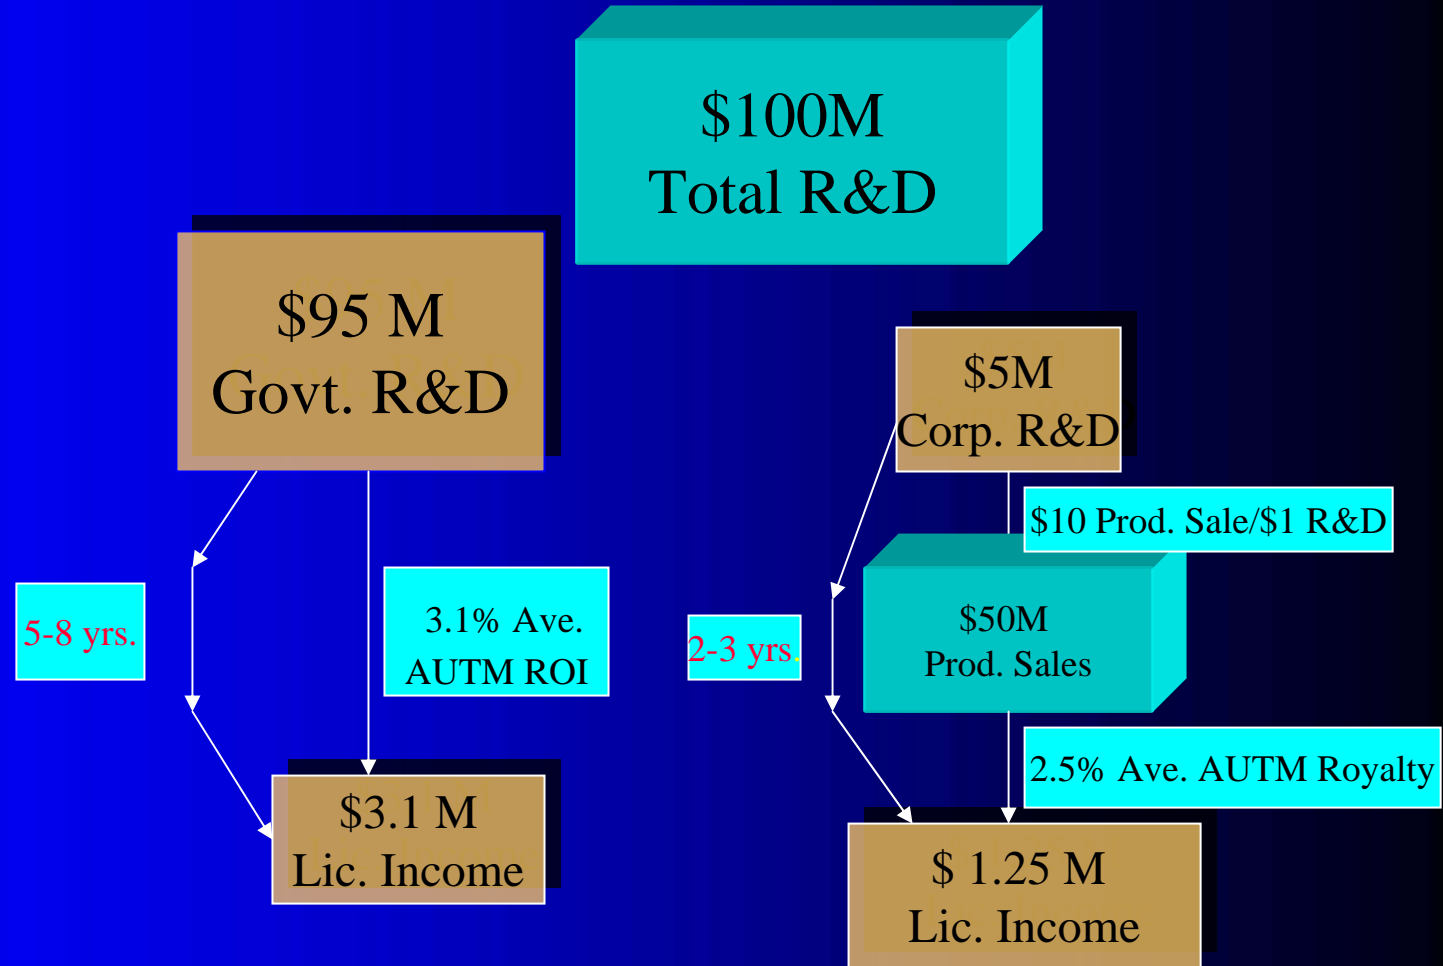 $100M
Total R&D
$95 M
Govt. R&D
$5M
Corp. R&D
$10 Prod. Sale/$1 R&D
5-8 yrs.
3.1% Ave.
AUTM ROI
2-3 yrs.
$50M
Prod. Sales
2.5% Ave. AUTM Royalty
$3.1 M
Lic. Income
$ 1.25 M
Lic. Income